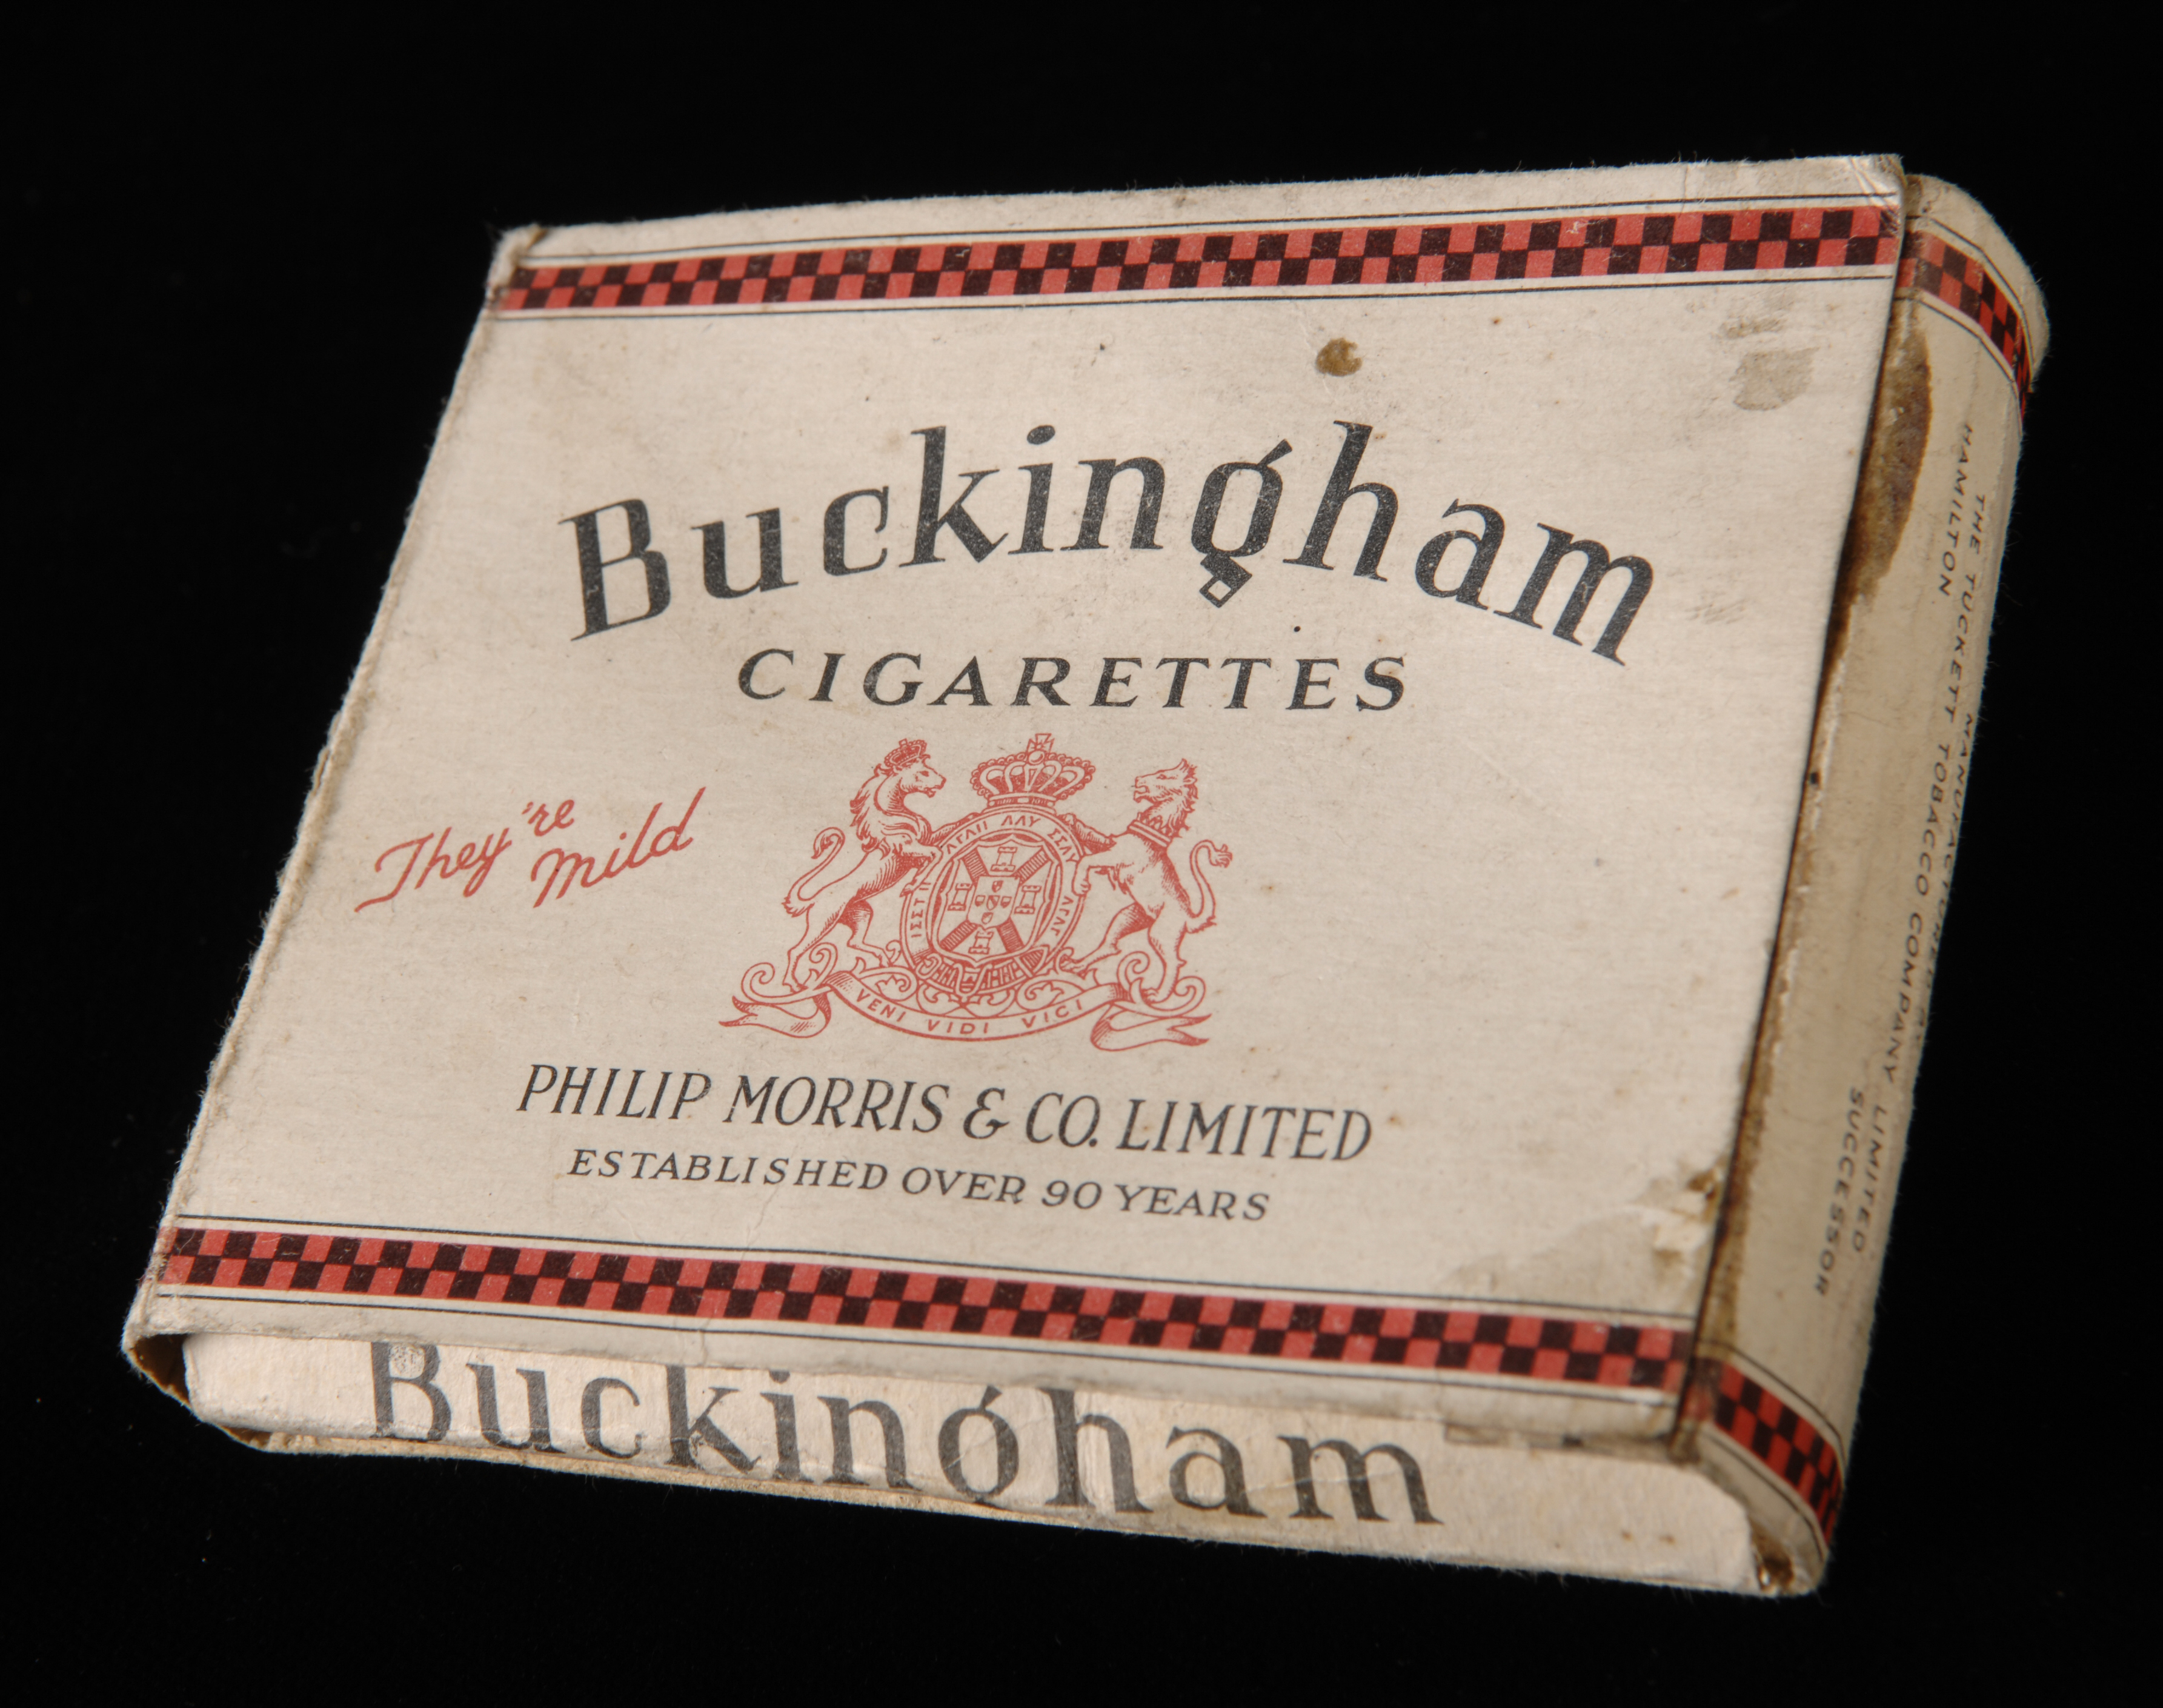 Buckingham
CIGARETTES
They're
mild
VENI VIDI VICI
PHILIP MORRIS & CO. LIMITED
ESTABLISHED OVER 90 YEARS
Buckingham
MANUFACTURED
THE TUCKETT TOBACCO COMPANY LIMITED
HAMILTON
SUCCESSOR